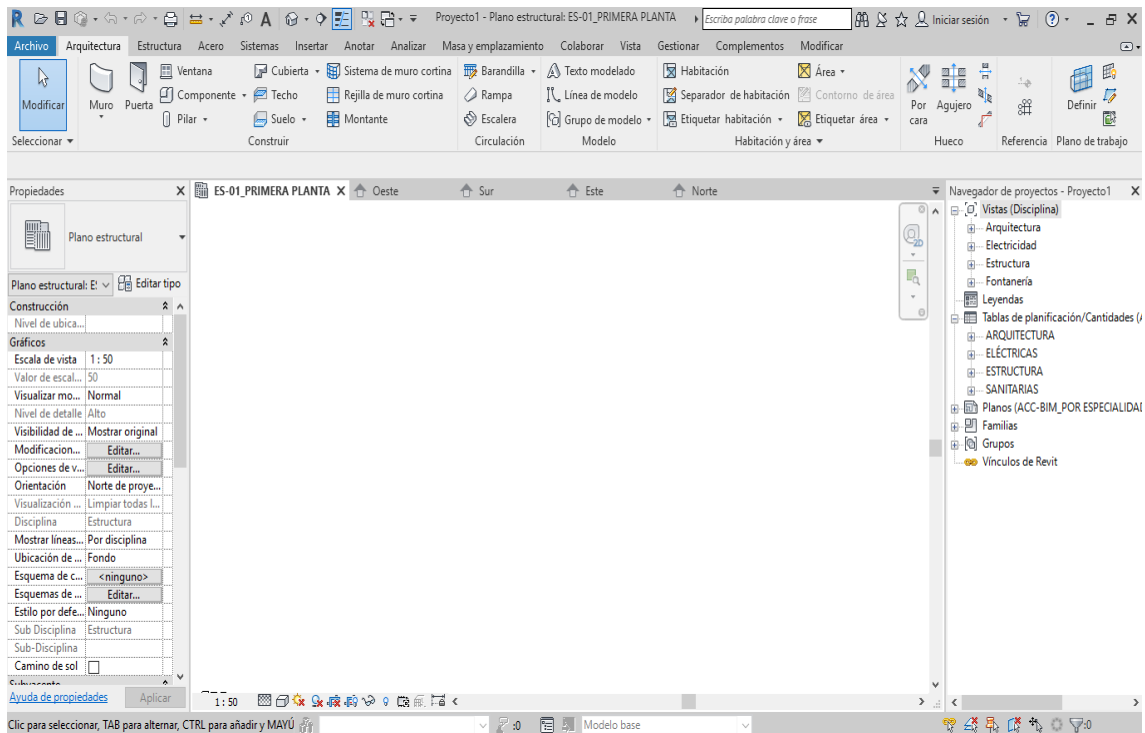 Proyecto1 - Plano estructural: ES-01_PRIMERA PLANTA
Escriba palabra clave o frase
Iniciar sesión
Archivo Arquitectura Estructura Acero Sistemas Insertar Anotar Analizar Masa y emplazamiento Colaborar Vista Gestionar Complementos Modificar
Modificar
Seleccionar
Muro
Puerta
Ventana
Componente
Pilar
Cubierta
Techo
Suelo
Sistema de muro cortina
Rejilla de muro cortina
Montante
Construir
Barandilla
Rampa
Escalera
Circulación
Texto modelado
Línea de modelo
Grupo de modelo
Modelo
Habitación
Separador de habitación
Etiquetar habitación
Área
Contorno de área
Etiquetar área
Habitación y área
Por cara
Agujero
Hueco
Referencia
Definir
Plano de trabajo
Propiedades
Plano estructural
Plano estructural: E
Editar tipo
Construcción
Nivel de ubica...
Gráficos
Escala de vista 1 : 50
Valor de escal... 50
Visualizar mo... Normal
Nivel de detalle Alto
Visibilidad de ... Mostrar original
Modificacion... Editar...
Opciones de v... Editar...
Orientación Norte de proye...
Visualización ... Limpiar todas l...
Disciplina Estructura
Mostrar líneas... Por disciplina
Ubicación de ... Fondo
Esquema de c... <ninguno>
Esquemas de ... Editar...
Estilo por defe... Ninguno
Sub Disciplina Estructura
Sub-Disciplina
Camino de sol
Subyacente
Ayuda de propiedades Aplicar
ES-01_PRIMERA PLANTA
Oeste
Sur
Este
Norte
2D
1 : 50
Navegador de proyectos - Proyecto1
Vistas (Disciplina)
Arquitectura
Electricidad
Estructura
Fontanería
Leyendas
Tablas de planificación/Cantidades (
ARQUITECTURA
ELÉCTRICAS
ESTRUCTURA
SANITARIAS
Planos (ACC-BIM_POR ESPECIALIDAD
Familias
Grupos
Vínculos de Revit
Clic para seleccionar, TAB para alternar, CTRL para añadir y MAYÚ
:0
Modelo base
:0